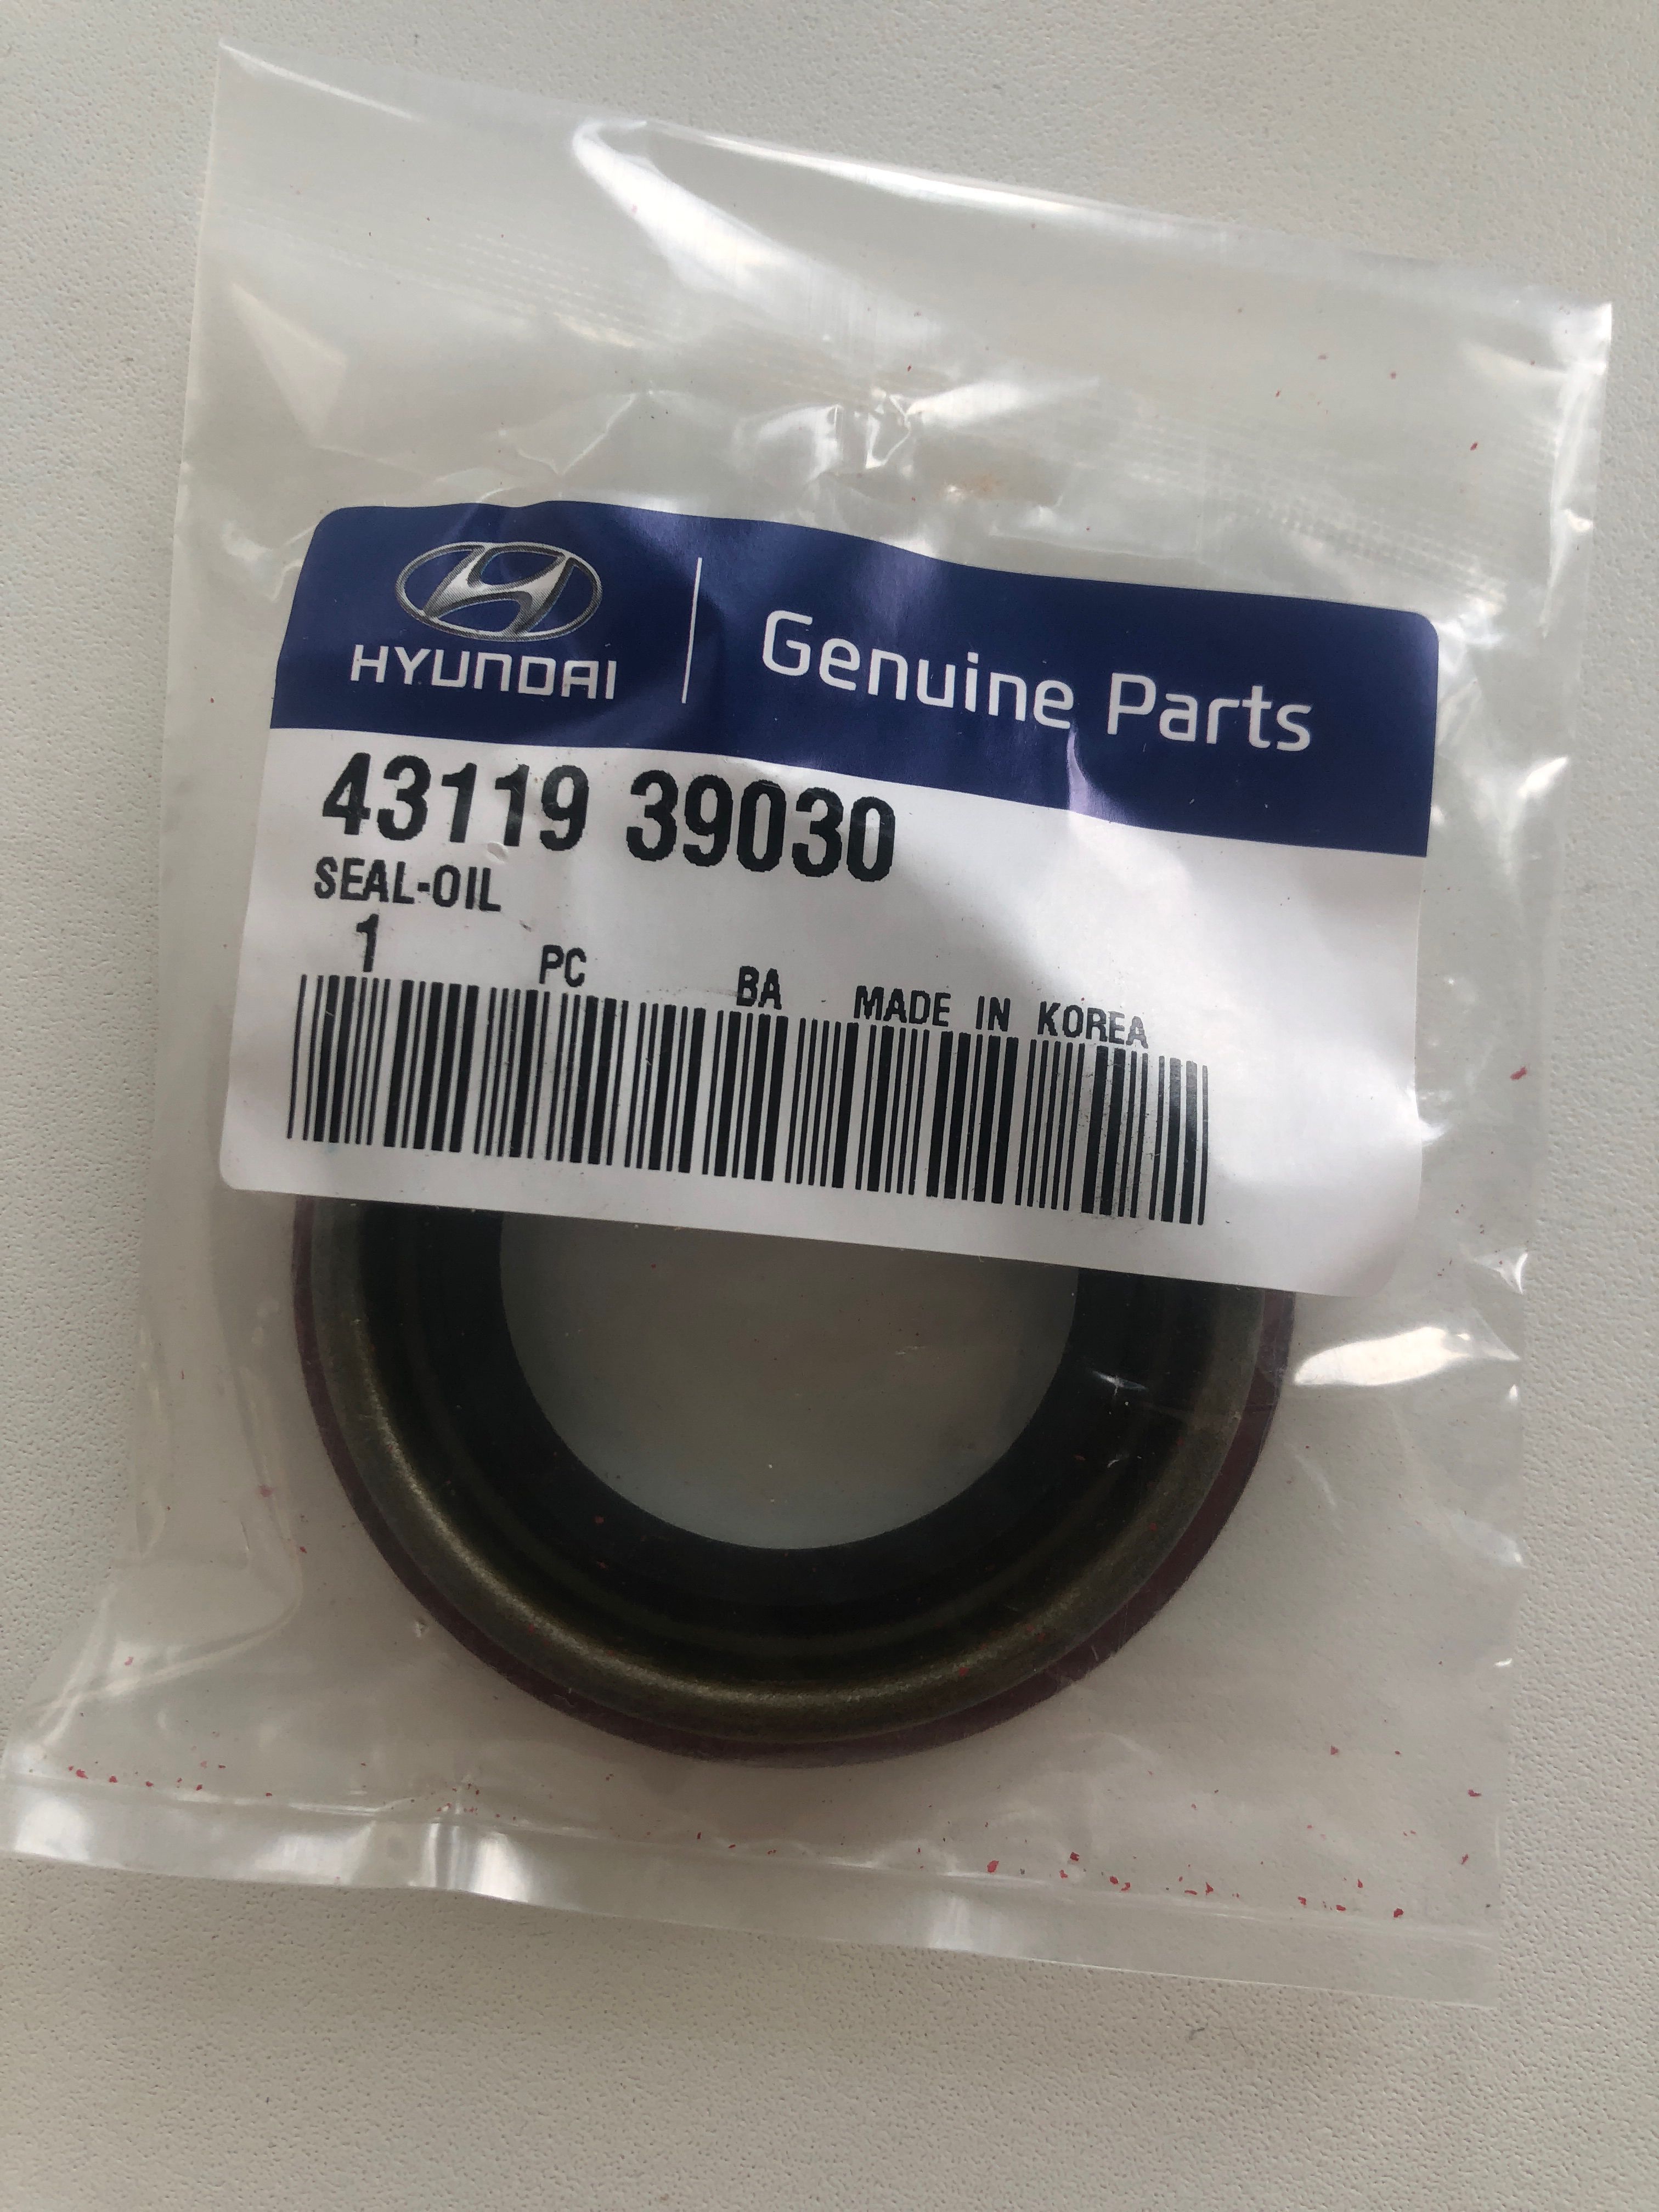 HYUNDAI
Genuine Parts
43119 39030
SEAL-OIL
1 PC BA MADE IN KOREA